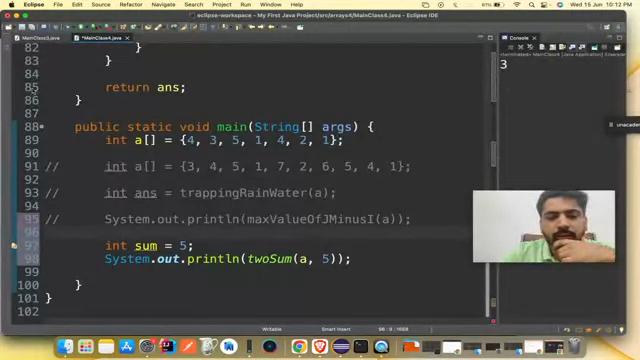 Eclipse File Edit Source Refactor Navigate Search Project Run Window Help
Wed 15 Jun 10:12 PM
eclipse-workspace - My First Java Project/src/arrays4/MainClass4.java - Eclipse IDE
MainClass3.java *MainClass4.java
Console
82 }
83 }
84
85 return ans;
86 }
87
88 public static void main(String[] args) {
89 int a[] = {4, 3, 5, 1, 4, 2, 1};
90
91 // int a[] = {3, 4, 5, 1, 7, 2, 6, 5, 4, 1};
92
93 // int ans = trappingRainWater(a);
94
95 // System.out.println(maxValueOfJMinusI(a));
96
97 int sum = 5;
98 System.out.println(twoSum(a, 5));
99
100 }
101 }
102
3
unacaden
Writable Smart Insert